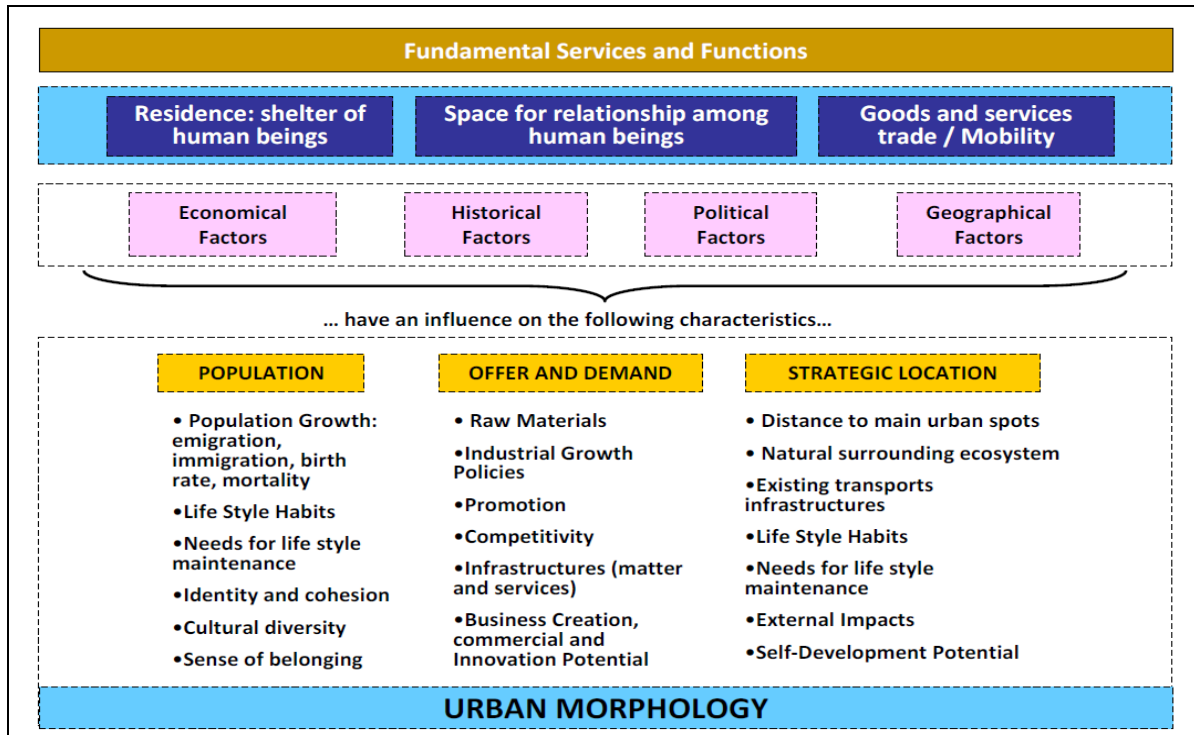 Fundamental Services and Functions
Residence: shelter of
human beings
Space for relationship among
human beings
Goods and services
trade / Mobility
Economical
Factors
Historical
Factors
Political
Factors
Geographical
Factors
... have an influence on the following characteristics...
POPULATION
• Population Growth:
emigration,
immigration, birth
rate, mortality
•Life Style Habits
•Needs for life style
maintenance
•Identity and cohesion
•Cultural diversity
•Sense of belonging
OFFER AND DEMAND
• Raw Materials
•Industrial Growth
Policies
•Promotion
•Competitivity
•Infrastructures (matter
and services)
•Business Creation,
commercial and
Innovation Potential
STRATEGIC LOCATION
• Distance to main urban spots
• Natural surrounding ecosystem
•Existing transports
infrastructures
•Life Style Habits
•Needs for life style
maintenance
•External Impacts
•Self-Development Potential
URBAN MORPHOLOGY